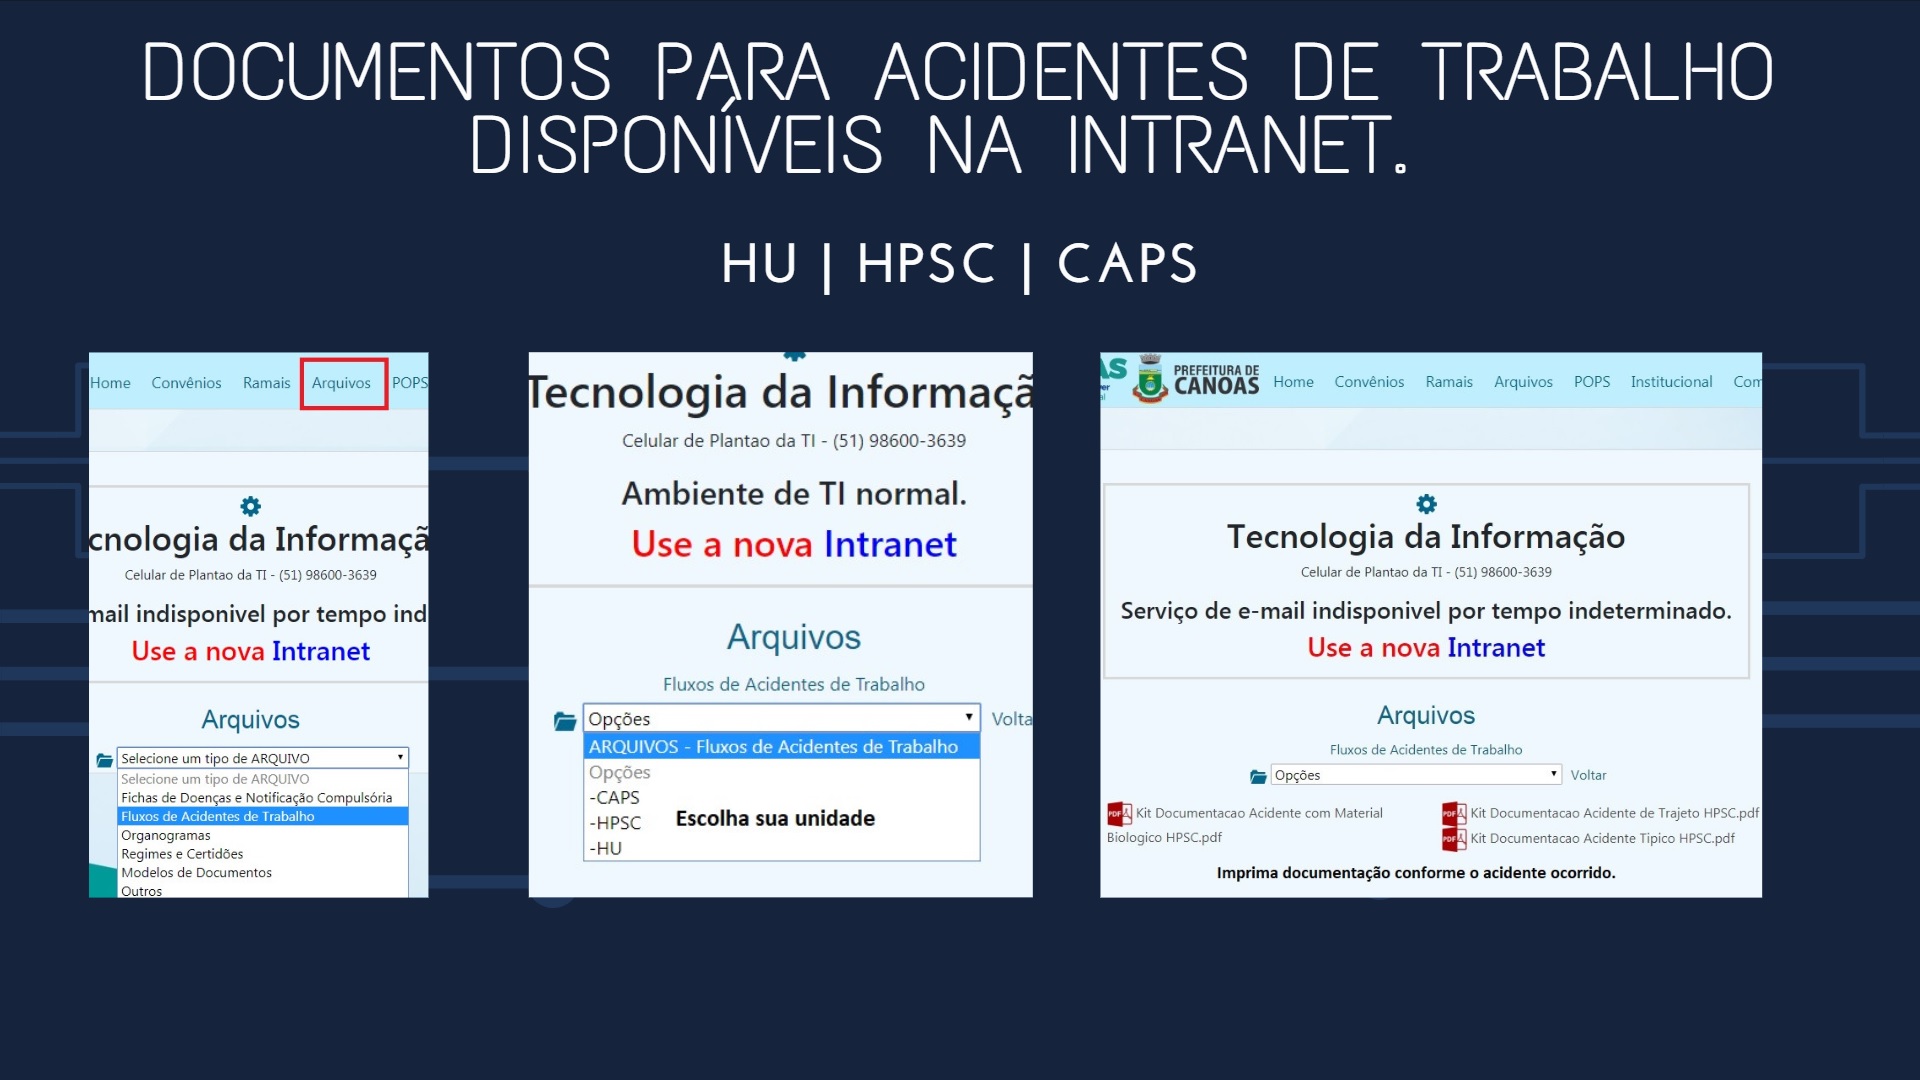 DOCUMENTOS PARA ACIDENTES DE TRABALHO
DISPONÍVEIS NA INTRANET.
HU | HPSC | CAPS
Home Convênios Ramais Arquivos POPS
cnologia da Informaçã
Celular de Plantao da TI - (51) 98600-3639
mail indisponivel por tempo ind
Use a nova Intranet
Arquivos
Selecione um tipo de ARQUIVO
Selecione um tipo de ARQUIVO
Fichas de Doenças e Notificação Compulsória
Fluxos de Acidentes de Trabalho
Organogramas
Regimes e Certidões
Modelos de Documentos
Outros
Tecnologia da Informaçã
Celular de Plantao da TI - (51) 98600-3639
Ambiente de TI normal.
Use a nova Intranet
Arquivos
Fluxos de Acidentes de Trabalho
Opções Volta
ARQUIVOS - Fluxos de Acidentes de Trabalho
Opções
-CAPS
-HPSC
Escolha sua unidade
-HU
PREFEITURA DE
CANOAS
Home Convênios Ramais Arquivos POPS Institucional Com
Tecnologia da Informação
Celular de Plantao da TI - (51) 98600-3639
Serviço de e-mail indisponivel por tempo indeterminado.
Use a nova Intranet
Arquivos
Fluxos de Acidentes de Trabalho
Opções Voltar
Kit Documentacao Acidente com Material
Biologico HPSC.pdf
Kit Documentacao Acidente de Trajeto HPSC.pdf
Kit Documentacao Acidente Tipico HPSC.pdf
Imprima documentação conforme o acidente ocorrido.